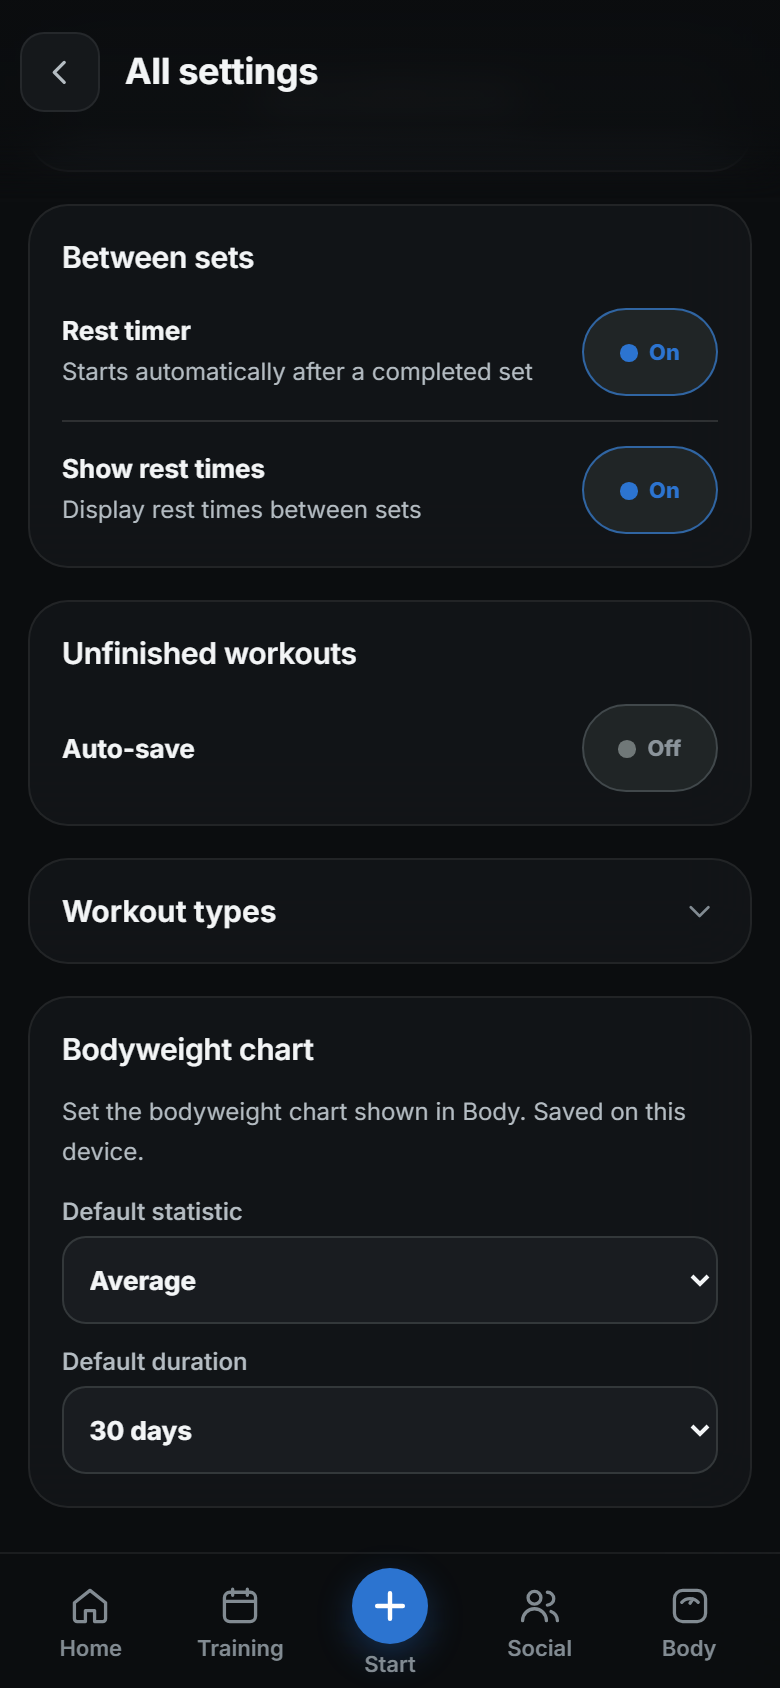 All settings
Between sets
Rest timer
Starts automatically after a completed set
On
Show rest times
Display rest times between sets
On
Unfinished workouts
Auto-save
Off
Workout types
Bodyweight chart
Set the bodyweight chart shown in Body. Saved on this
device.
Default statistic
Average
Default duration
30 days
Home
Training
Start
Social
Body